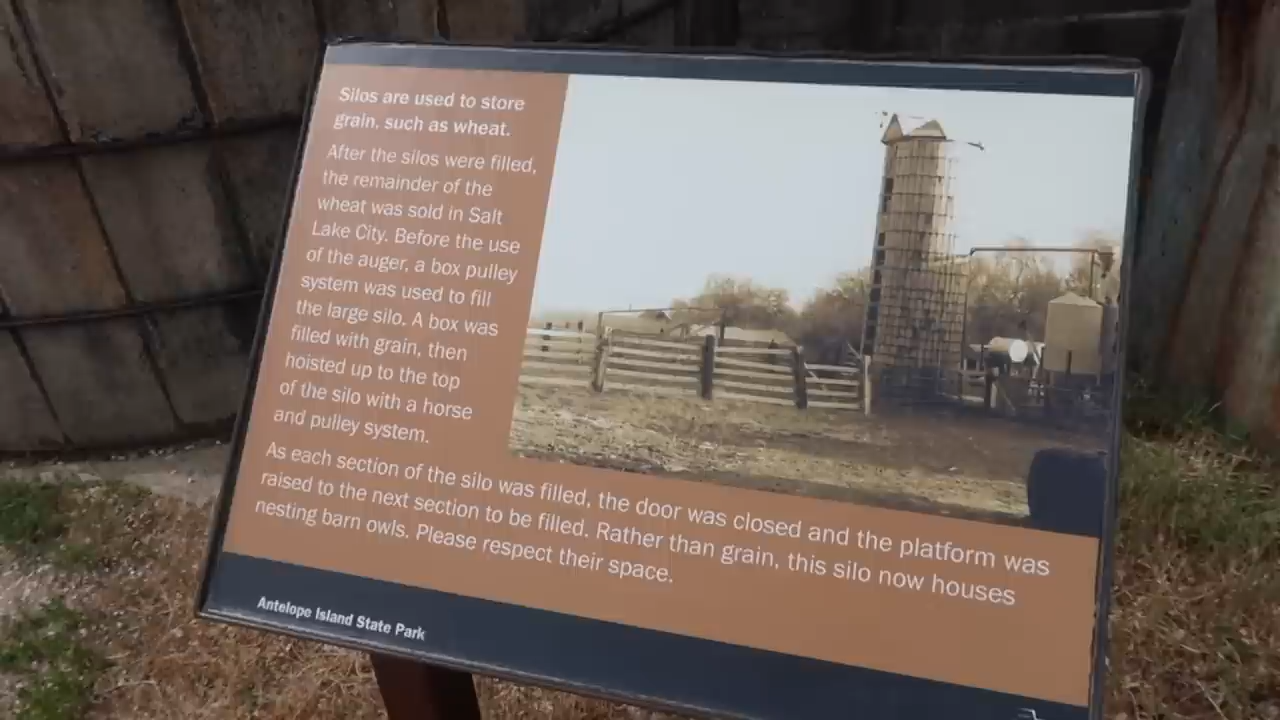 Silos are used to store
grain, such as wheat.
After the silos were filled,
the remainder of the
wheat was sold in Salt
Lake City. Before the use
of the auger, a box pulley
system was used to fill
the large silo. A box was
filled with grain, then
hoisted up to the top
of the silo with a horse
and pulley system.
As each section of the silo was filled, the door was closed and the platform was
raised to the next section to be filled. Rather than grain, this silo now houses
nesting barn owls. Please respect their space.
Antelope Island State Park